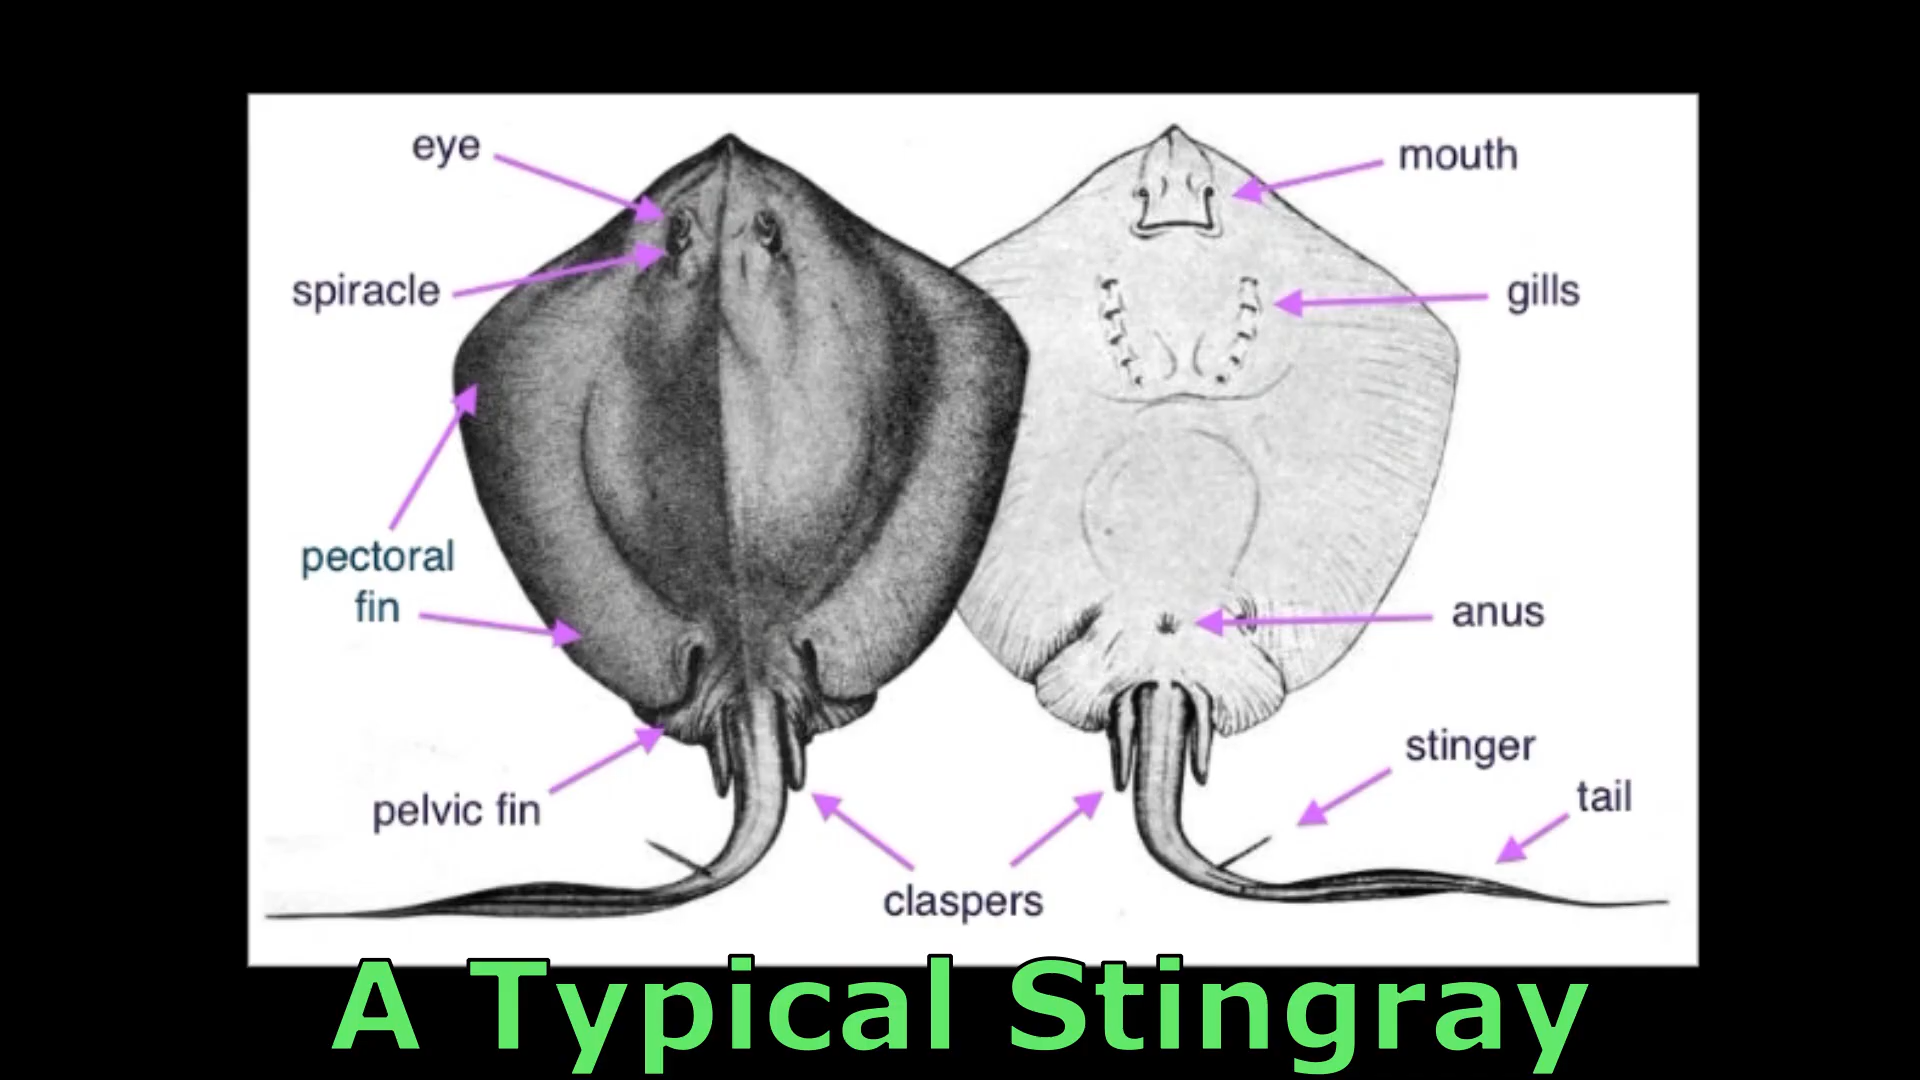 eye
mouth
spiracle
gills
pectoral
fin
anus
pelvic fin
stinger
tail
claspers
A Typical Stingray